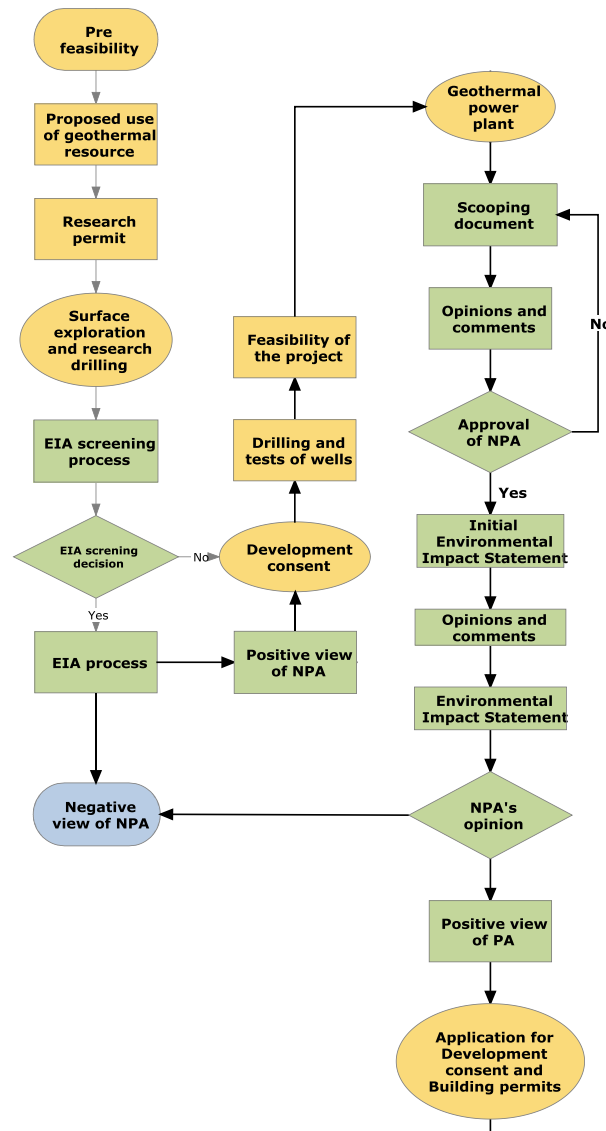 Pre
feasibility
Proposed use
of geothermal
resource
Research
permit
Surface
exploration
and research
drilling
EIA screening
process
EIA screning
decision
No
Yes
EIA process
Negative
view of NPA
Positive view
of NPA
Development
consent
Drilling and
tests of wells
Feasibility of
the project
Geothermal
power
plant
Scooping
document
Opinions and
comments
Approval
of NPA
No
Yes
Initial
Environmental
Impact Statement
Opinions and
comments
Environmental
Impact Statement
NPA's
opinion
Positive view
of PA
Application for
Development
consent and
Building permits